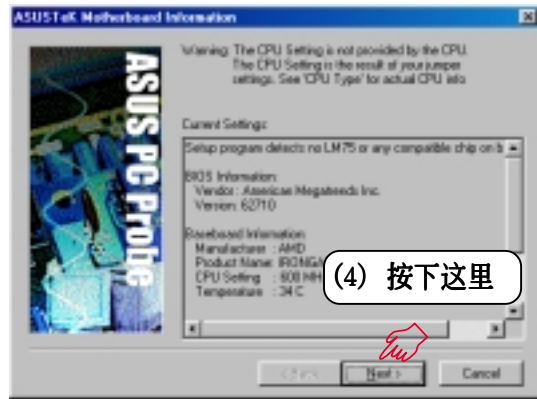 ASUSTeK Motherboard Information
ASUS PC Probe
Warning: The CPU Setting is not provided by the CPU.
The CPU Setting is the result of your jumper
settings. See 'CPU Type' for actual CPU info
Current Settings:
Setup program detects no LM75 or any compatible chip on b
BIOS Information:
Vendor : American Megatrends Inc.
Version: 62710
Baseboard Information
Manufacturer : AMD
Product Name: IRONGA
CPU Setting : 600 MH
Temperature : 34 C
(4) 按下这里
< Back
Next >
Cancel